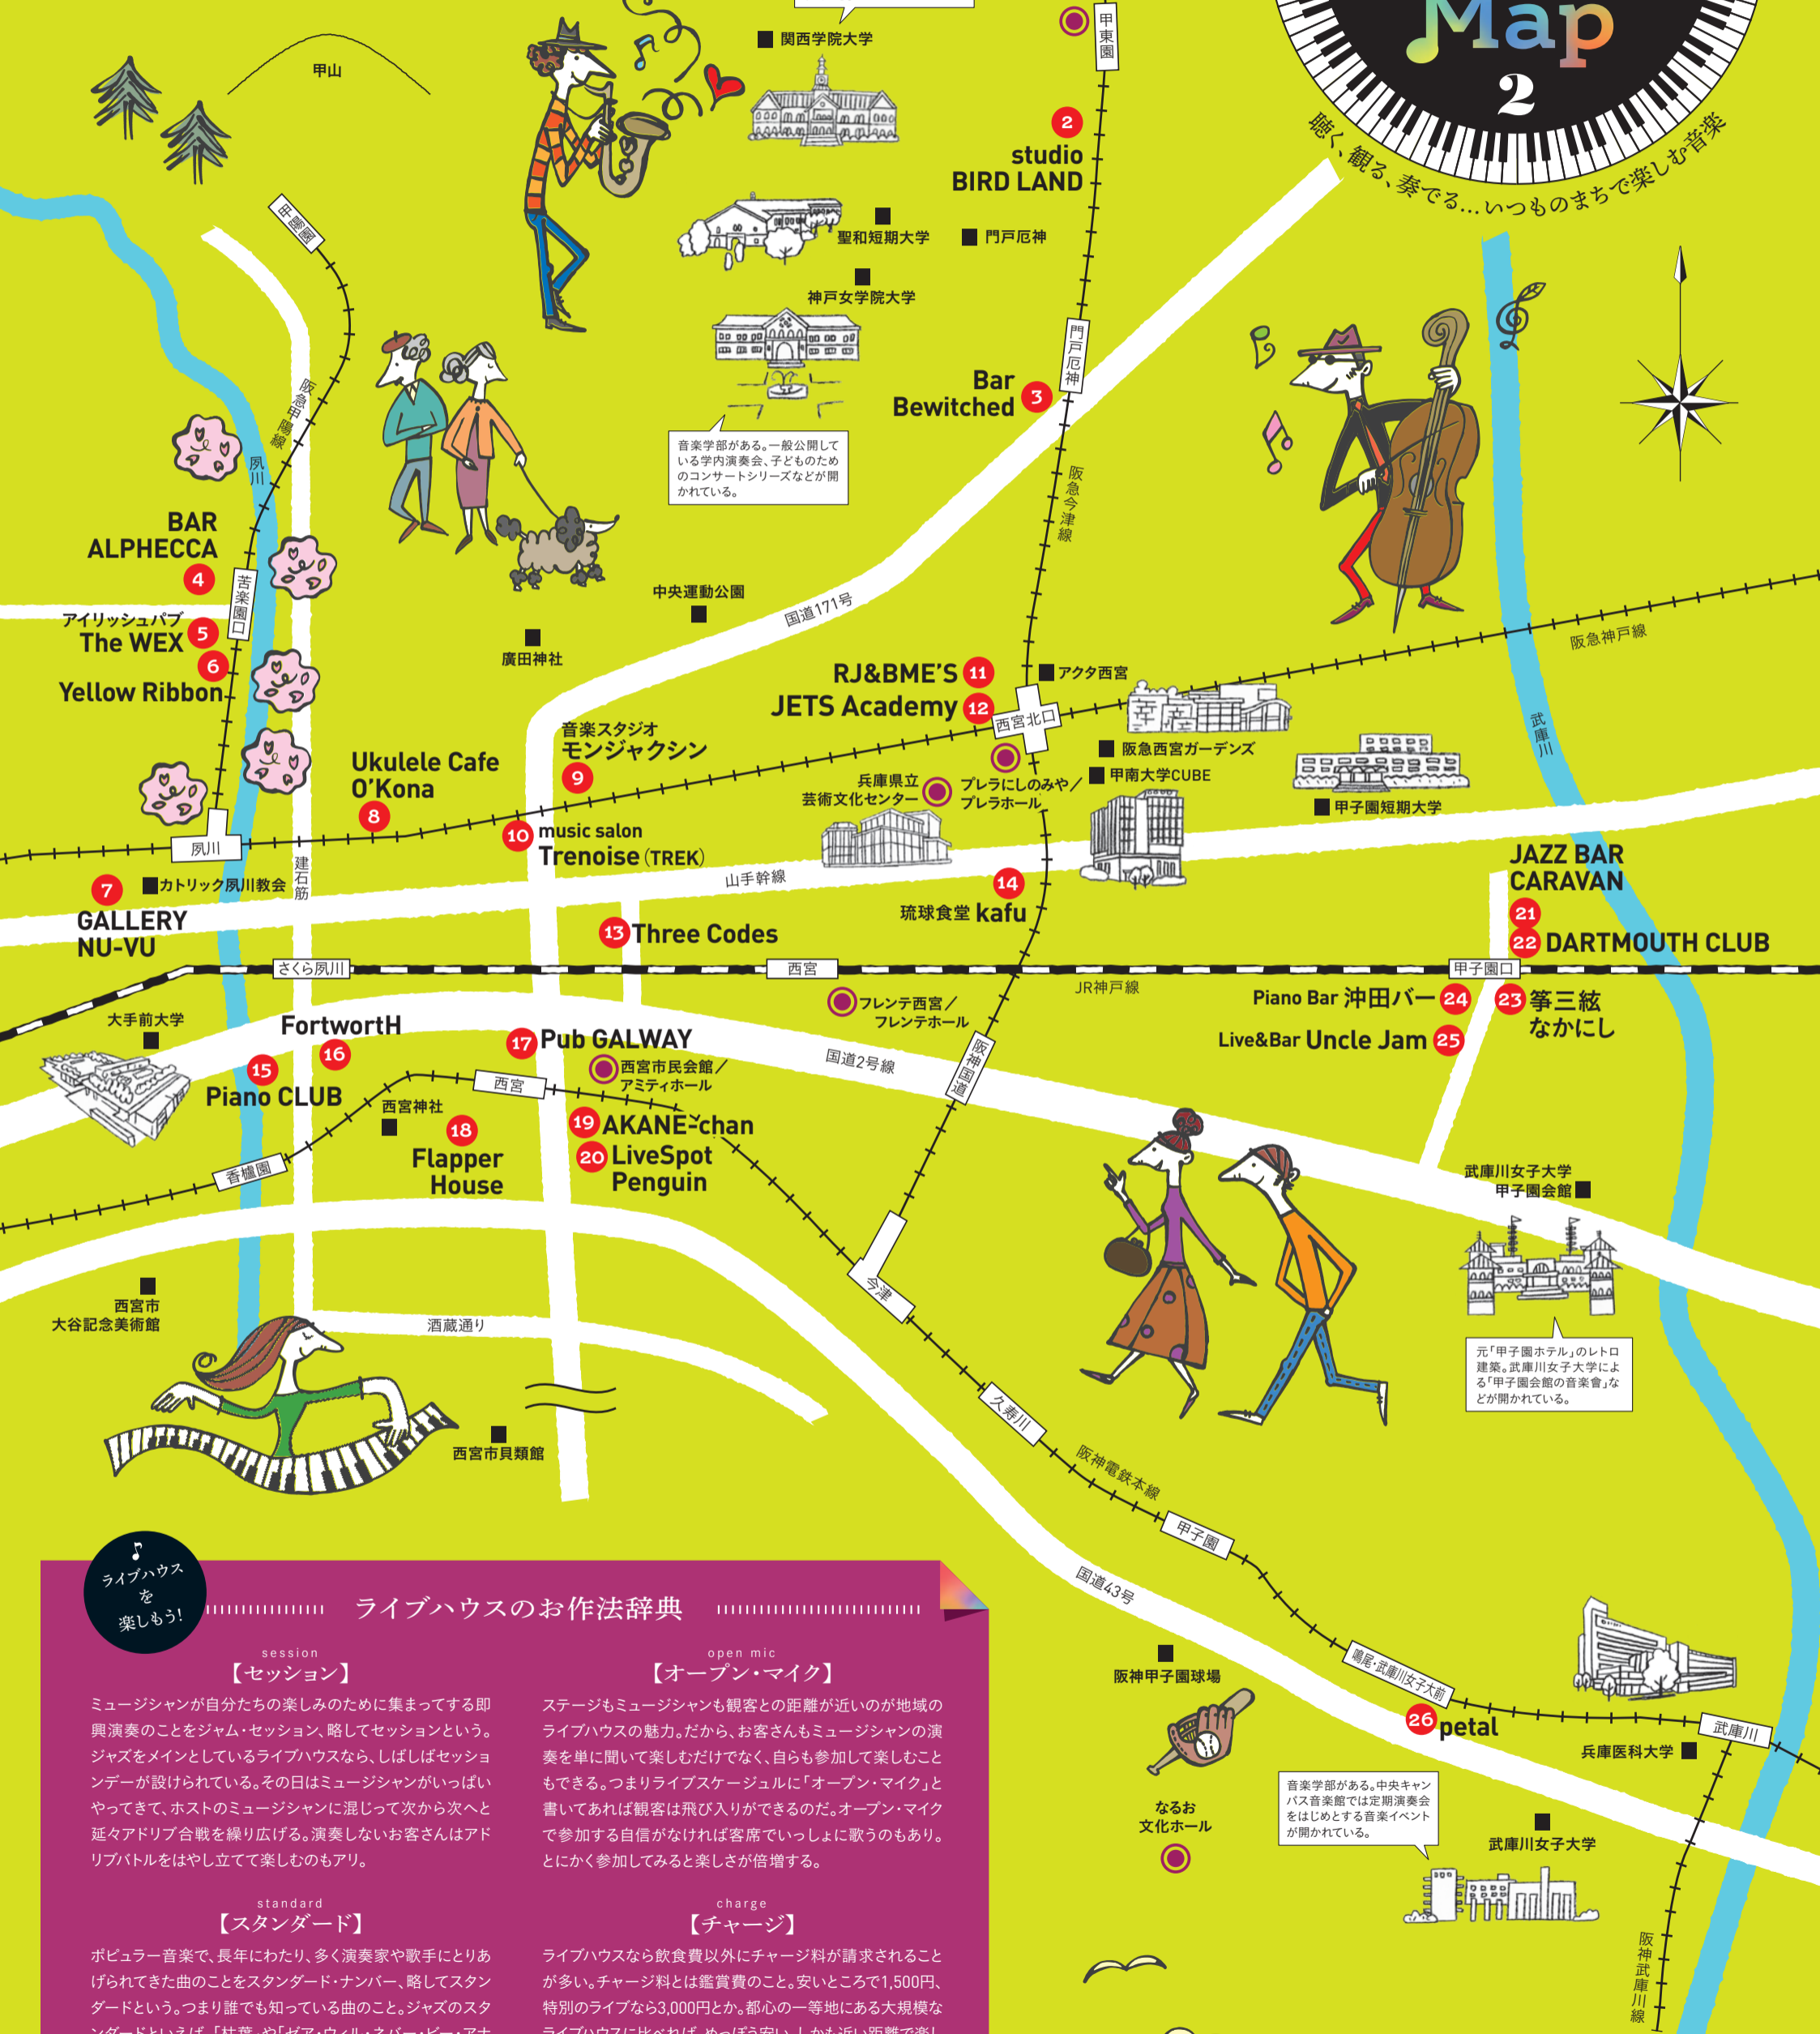 Map
2
聴く、観る、奏でる…いつものまちで楽しむ音楽
甲山
関西学院大学
甲東園
2
studio
BIRD LAND
甲陽園
聖和短期大学
門戸厄神
神戸女学院大学
門戸厄神
Bar
Bewitched
3
音楽学部がある。一般公開して
いる学内演奏会、子どものため
のコンサートシリーズなどが開
かれている。
阪急甲陽線
夙川
阪急今津線
BAR
ALPHECCA
4
苦楽園口
アイリッシュパブ
The WEX
5
6
Yellow Ribbon
中央運動公園
国道171号
廣田神社
阪急神戸線
RJ&BME'S
11
JETS Academy
12
アクタ西宮
西宮北口
武庫川
音楽スタジオ
モンジャクシン
9
Ukulele Cafe
O'Kona
8
阪急西宮ガーデンズ
甲南大学CUBE
兵庫県立
芸術文化センター
プレラにしのみや/
プレラホール
甲子園短期大学
10
music salon
Trenoise(TREK)
夙川
建石筋
山手幹線
7
カトリック夙川教会
GALLERY
NU-VU
14
琉球食堂 kafu
JAZZ BAR
CARAVAN
21
22
DARTMOUTH CLUB
13
Three Codes
さくら夙川
西宮
甲子園口
JR神戸線
フレンテ西宮/
フレンテホール
Piano Bar 沖田バー
24
23
箏三絃
なかにし
Live&Bar Uncle Jam
25
大手前大学
FortwortH
16
15
Piano CLUB
17
Pub GALWAY
西宮市民会館/
アミティホール
国道2号線
阪神国道
西宮
西宮神社
18
Flapper
House
19
AKANE-chan
20
LiveSpot
Penguin
香櫨園
武庫川女子大学
甲子園会館
今津
西宮市
大谷記念美術館
酒蔵通り
元「甲子園ホテル」のレトロ
建築。武庫川女子大学によ
る「甲子園会館の音楽會」な
どが開かれている。
久寿川
西宮市貝類館
阪神電鉄本線
甲子園
国道43号
阪神甲子園球場
鳴尾・武庫川女子大前
26
petal
武庫川
兵庫医科大学
なるお
文化ホール
音楽学部がある。中央キャン
パス音楽館では定期演奏会
をはじめとする音楽イベント
が開かれている。
武庫川女子大学
阪神武庫川線
ライブハウス
を
楽しもう!
ライブハウスのお作法辞典
session
【セッション】
ミュージシャンが自分たちの楽しみのために集まってする即
興演奏のことをジャム・セッション、略してセッションという。
ジャズをメインとしているライブハウスなら、しばしばセッショ
ンデーが設けられている。その日はミュージシャンがいっぱい
やってきて、ホストのミュージシャンに混じって次から次へと
延々アドリブ合戦を繰り広げる。演奏しないお客さんはアド
リブバトルをはやし立てて楽しむのもアリ。
open mic
【オープン・マイク】
ステージもミュージシャンも観客との距離が近いのが地域の
ライブハウスの魅力。だから、お客さんもミュージシャンの演
奏を単に聞いて楽しむだけでなく、自らも参加して楽しむこと
もできる。つまりライブスケージュルに「オープン・マイク」と
書いてあれば観客は飛び入りができるのだ。オープン・マイク
で参加する自信がなければ客席でいっしょに歌うのもあり。
とにかく参加してみると楽しさが倍増する。
standard
【スタンダード】
ポピュラー音楽で、長年にわたり、多く演奏家や歌手にとりあ
げられてきた曲のことをスタンダード・ナンバー、略してスタン
ダードという。つまり誰でも知っている曲のこと。ジャズのスタ
ンダードといえば、「枯葉」や「ゼア・ウィル・ネバー・ビー・アナ
charge
【チャージ】
ライブハウスなら飲食費以外にチャージ料が請求されること
が多い。チャージ料とは鑑賞費のこと。安いところで1,500円、
特別のライブなら3,000円とか。都心の一等地にある大規模な
ライブハウスに比べれば、めっぽう安い。しかも近い距離で楽し